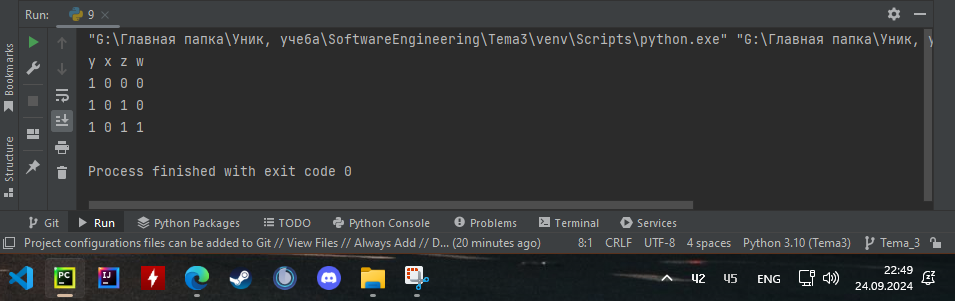 Run: 9
"G:\Главная папка\Уник, учеба\SoftwareEngineering\Tema3\venv\Scripts\python.exe" "G:\Главная папка\Уник, у
y x z w
1 0 0 0
1 0 1 0
1 0 1 1
Process finished with exit code 0
Bookmarks
Structure
Git Run Python Packages TODO Python Console Problems Terminal Services
Project configurations files can be added to Git // View Files // Always Add // D... (20 minutes ago) 8:1 CRLF UTF-8 4 spaces Python 3.10 (Tema3) Tema_3
PC IJ 42 45 ENG 22:49
24.09.2024